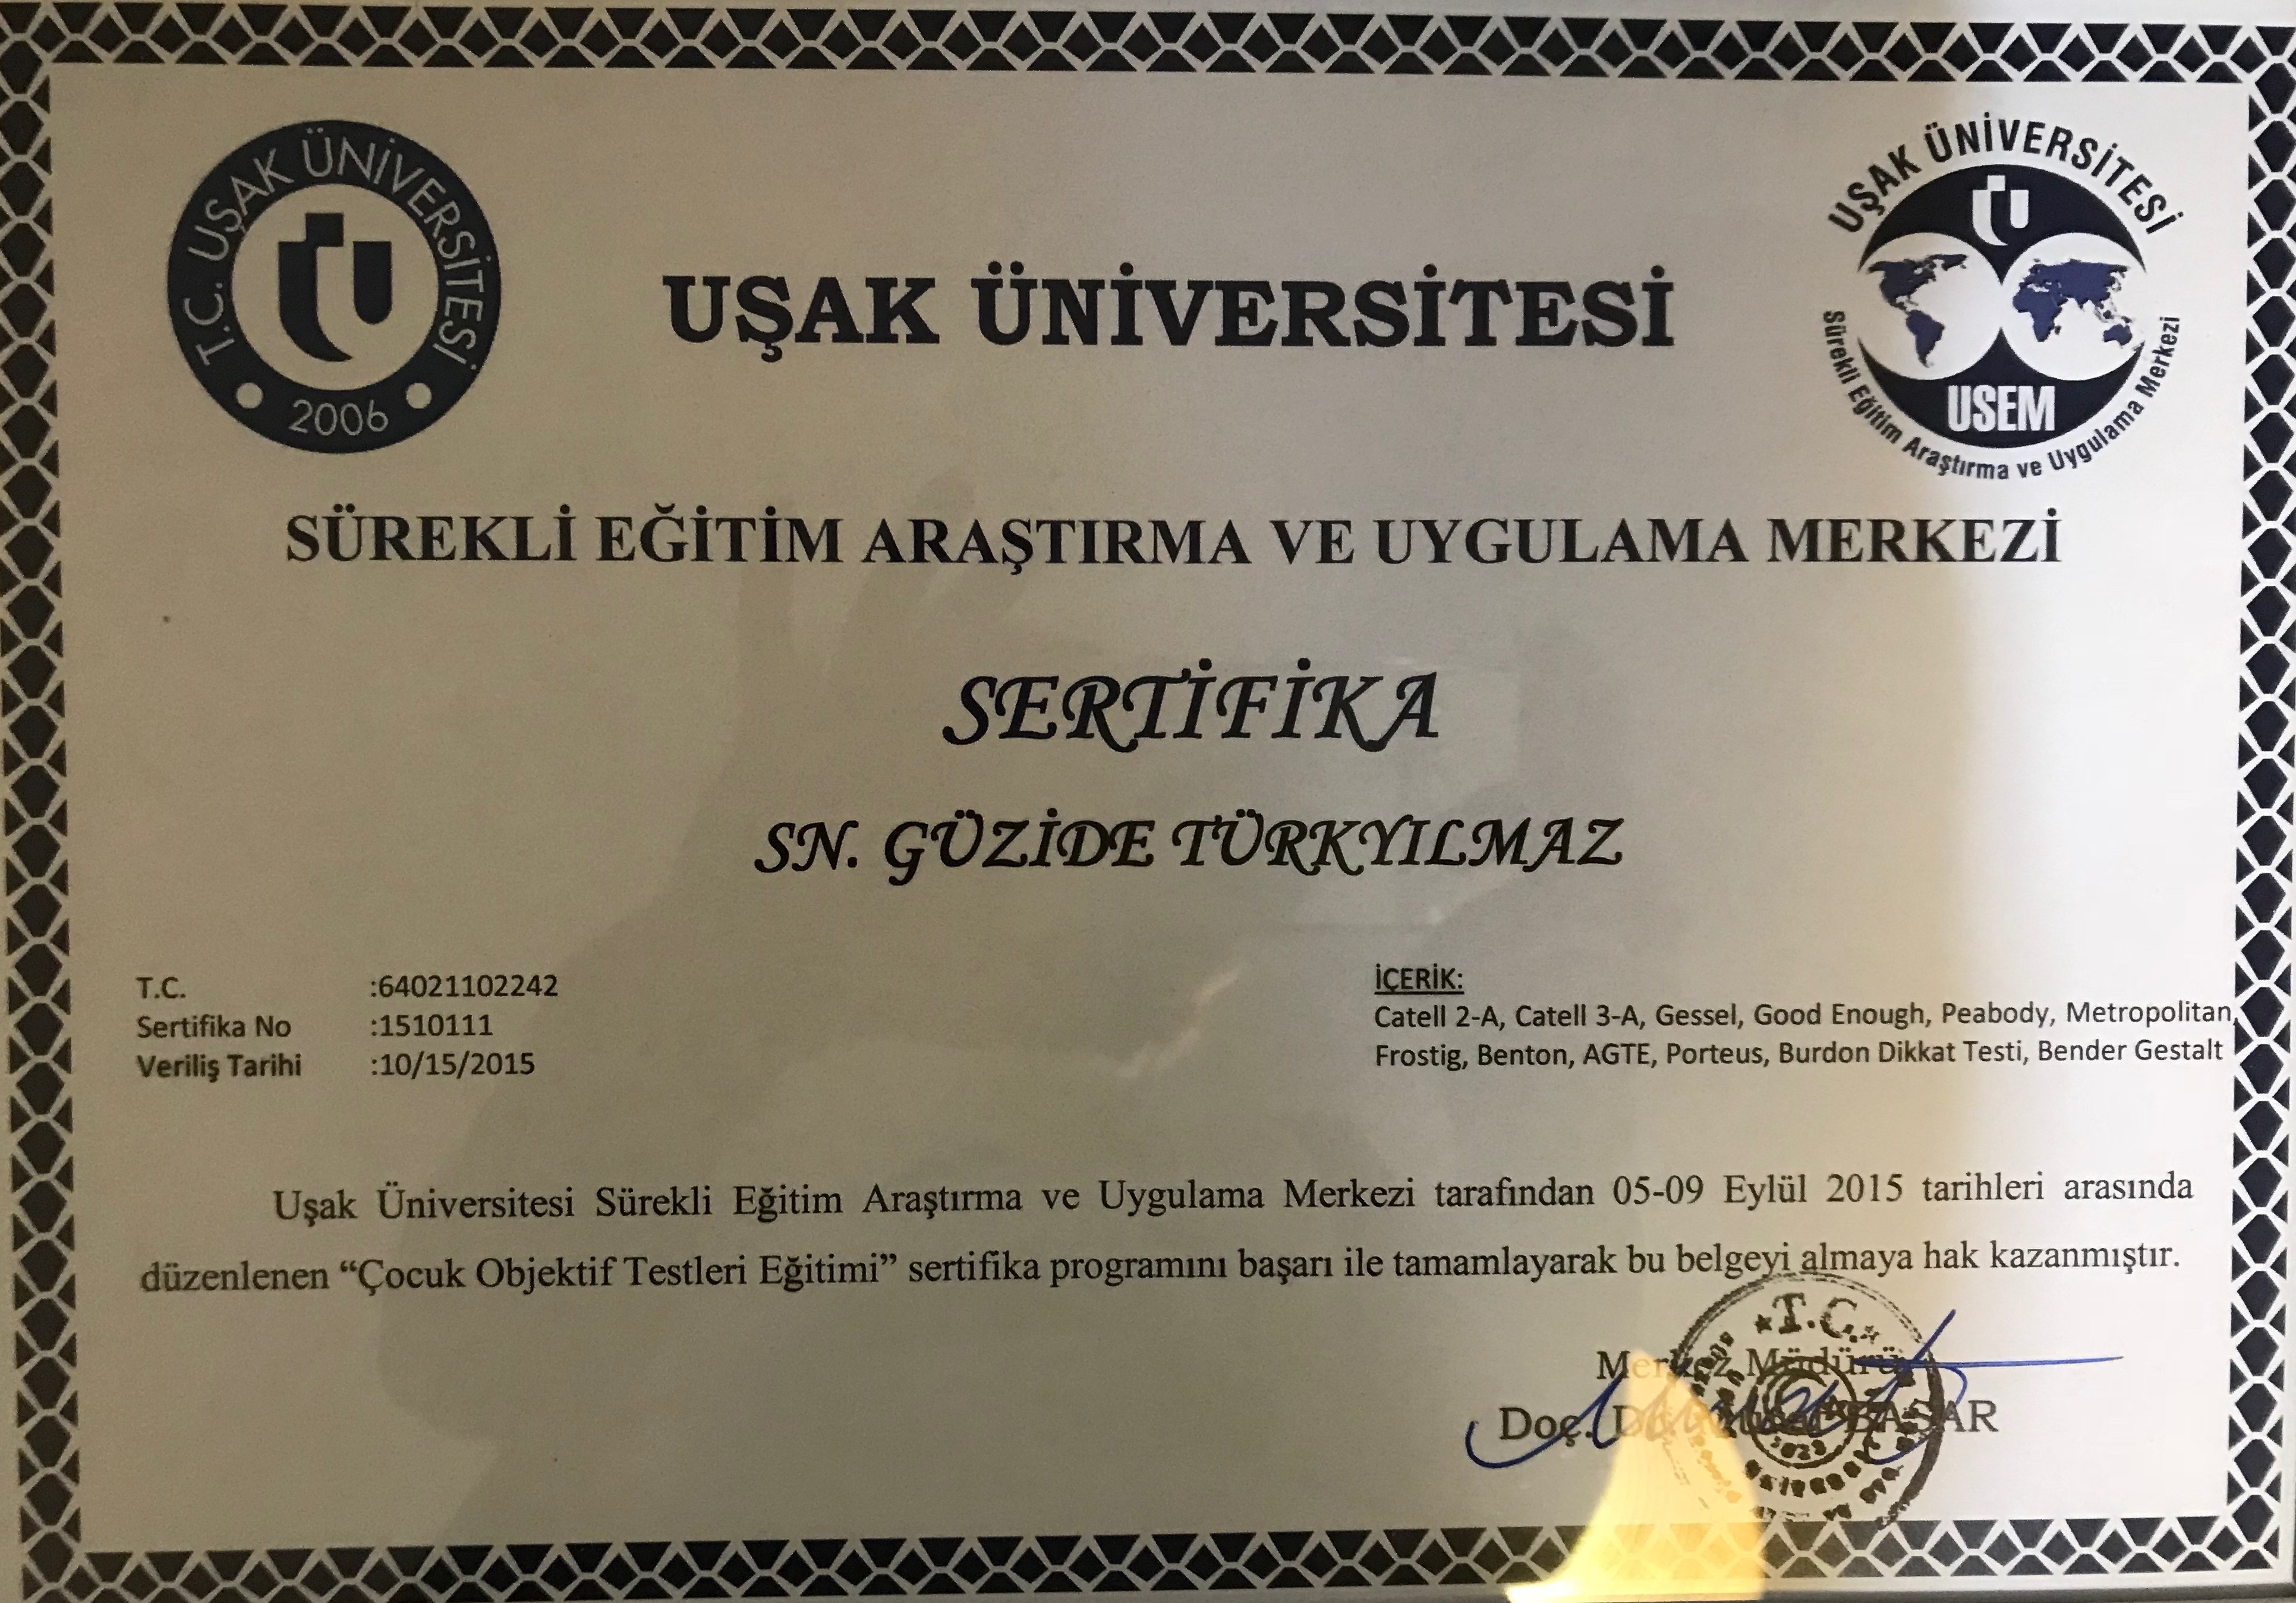 T.C. UŞAK ÜNİVERSİTESİ
2006
UŞAK ÜNİVERSİTESİ
UŞAK ÜNİVERSİTESİ
USEM
Sürekli Eğitim Araştırma ve Uygulama Merkezi
SÜREKLİ EĞİTİM ARAŞTIRMA VE UYGULAMA MERKEZİ
SERTİFİKA
SN. GÜZİDE TÜRKYILMAZ
T.C. :64021102242
Sertifika No :1510111
Veriliş Tarihi :10/15/2015
İÇERİK:
Catell 2-A, Catell 3-A, Gessel, Good Enough, Peabody, Metropolitan,
Frostig, Benton, AGTE, Porteus, Burdon Dikkat Testi, Bender Gestalt
Uşak Üniversitesi Sürekli Eğitim Araştırma ve Uygulama Merkezi tarafından 05-09 Eylül 2015 tarihleri arasında
düzenlenen “Çocuk Objektif Testleri Eğitimi” sertifika programını başarı ile tamamlayarak bu belgeyi almaya hak kazanmıştır.
T.C.
Merkez Müdürü
Doç. BAŞAR